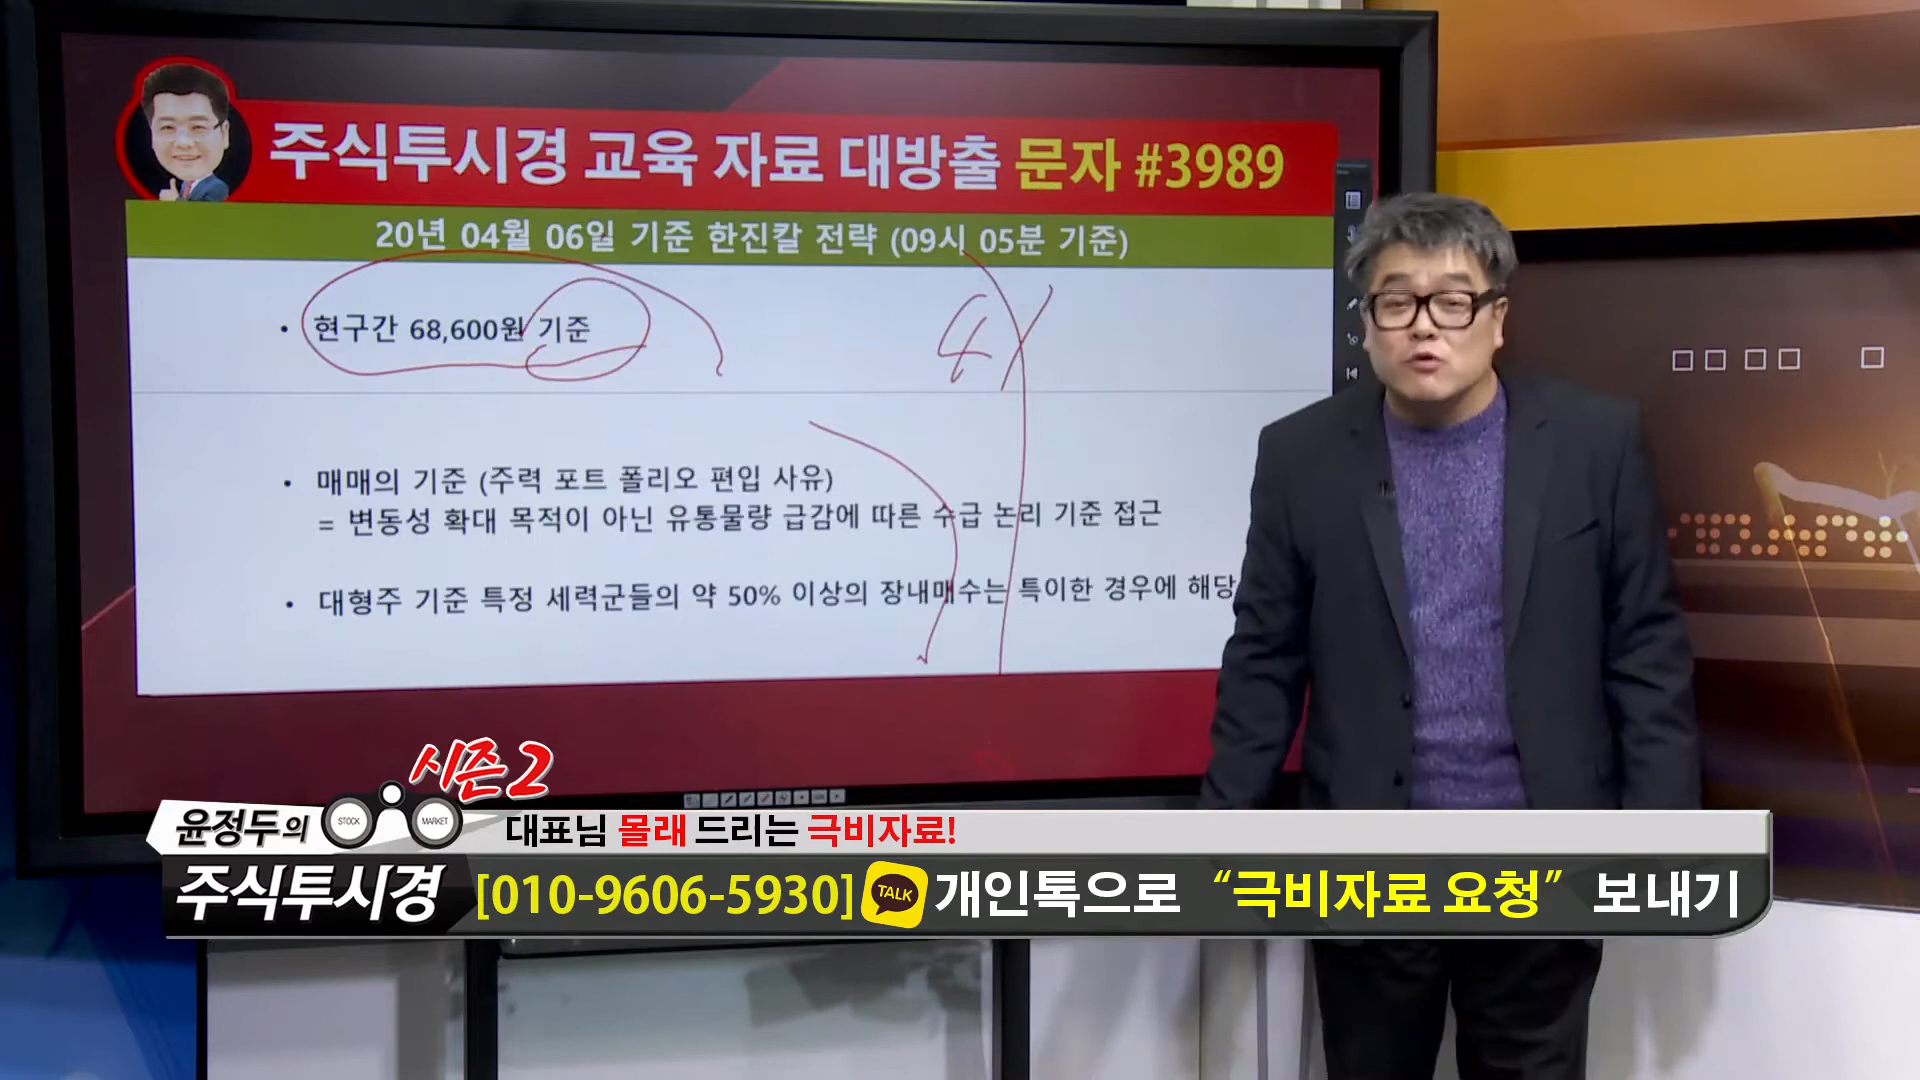 주식투시경 교육 자료 대방출 문자 #3989
20년 04월 06일 기준 한진칼 전략 (09시 05분 기준)
• 현구간 68,600원 기준
• 매매의 기준 (주력 포트 폴리오 편입 사유)
= 변동성 확대 목적이 아닌 유통물량 급감에 따른 수급 논리 기준 접근
• 대형주 기준 특정 세력군들의 약 50% 이상의 장내매수는 특이한 경우에 해당
시즌2
윤정두의
STOCK
MARKET
주식투시경
대표님 몰래 드리는 극비자료!
[010-9606-5930] TALK 개인톡으로 “극비자료 요청” 보내기